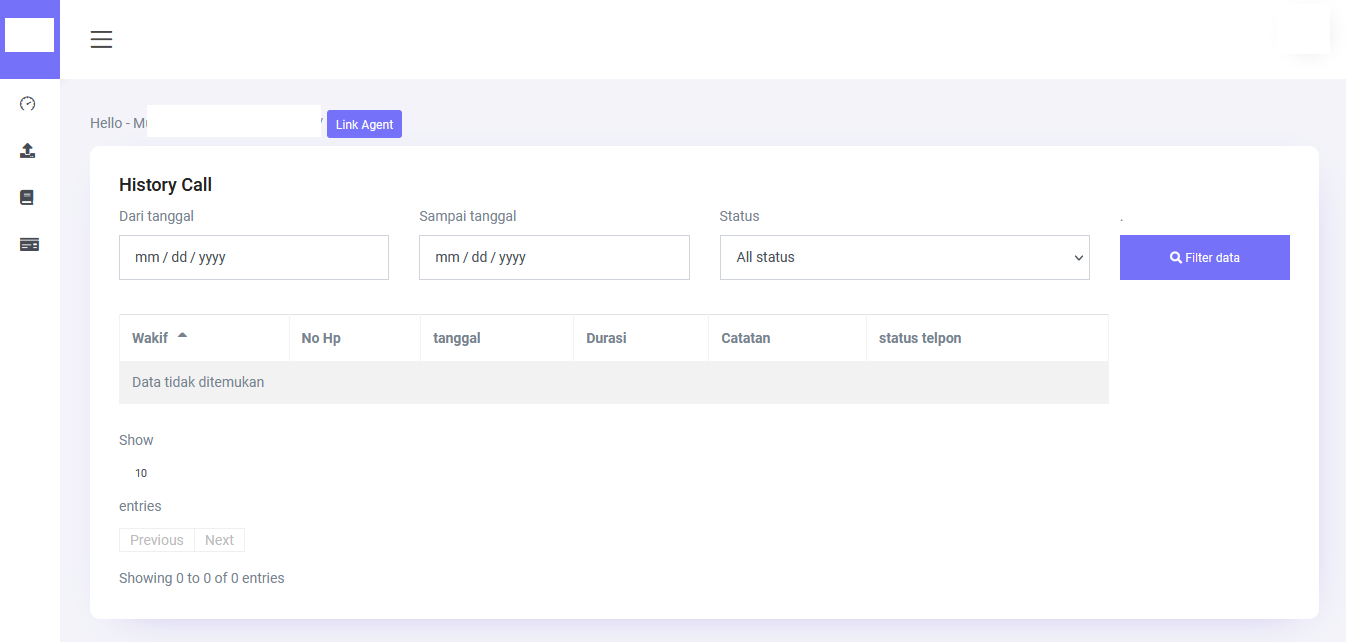 Hello - Mu
Link Agent
History Call
Dari tanggal
Sampai tanggal
Status
.
mm / dd / yyyy
mm / dd / yyyy
All status
Filter data
Wakif
No Hp
tanggal
Durasi
Catatan
status telpon
Data tidak ditemukan
Show
10
entries
Previous
Next
Showing 0 to 0 of 0 entries